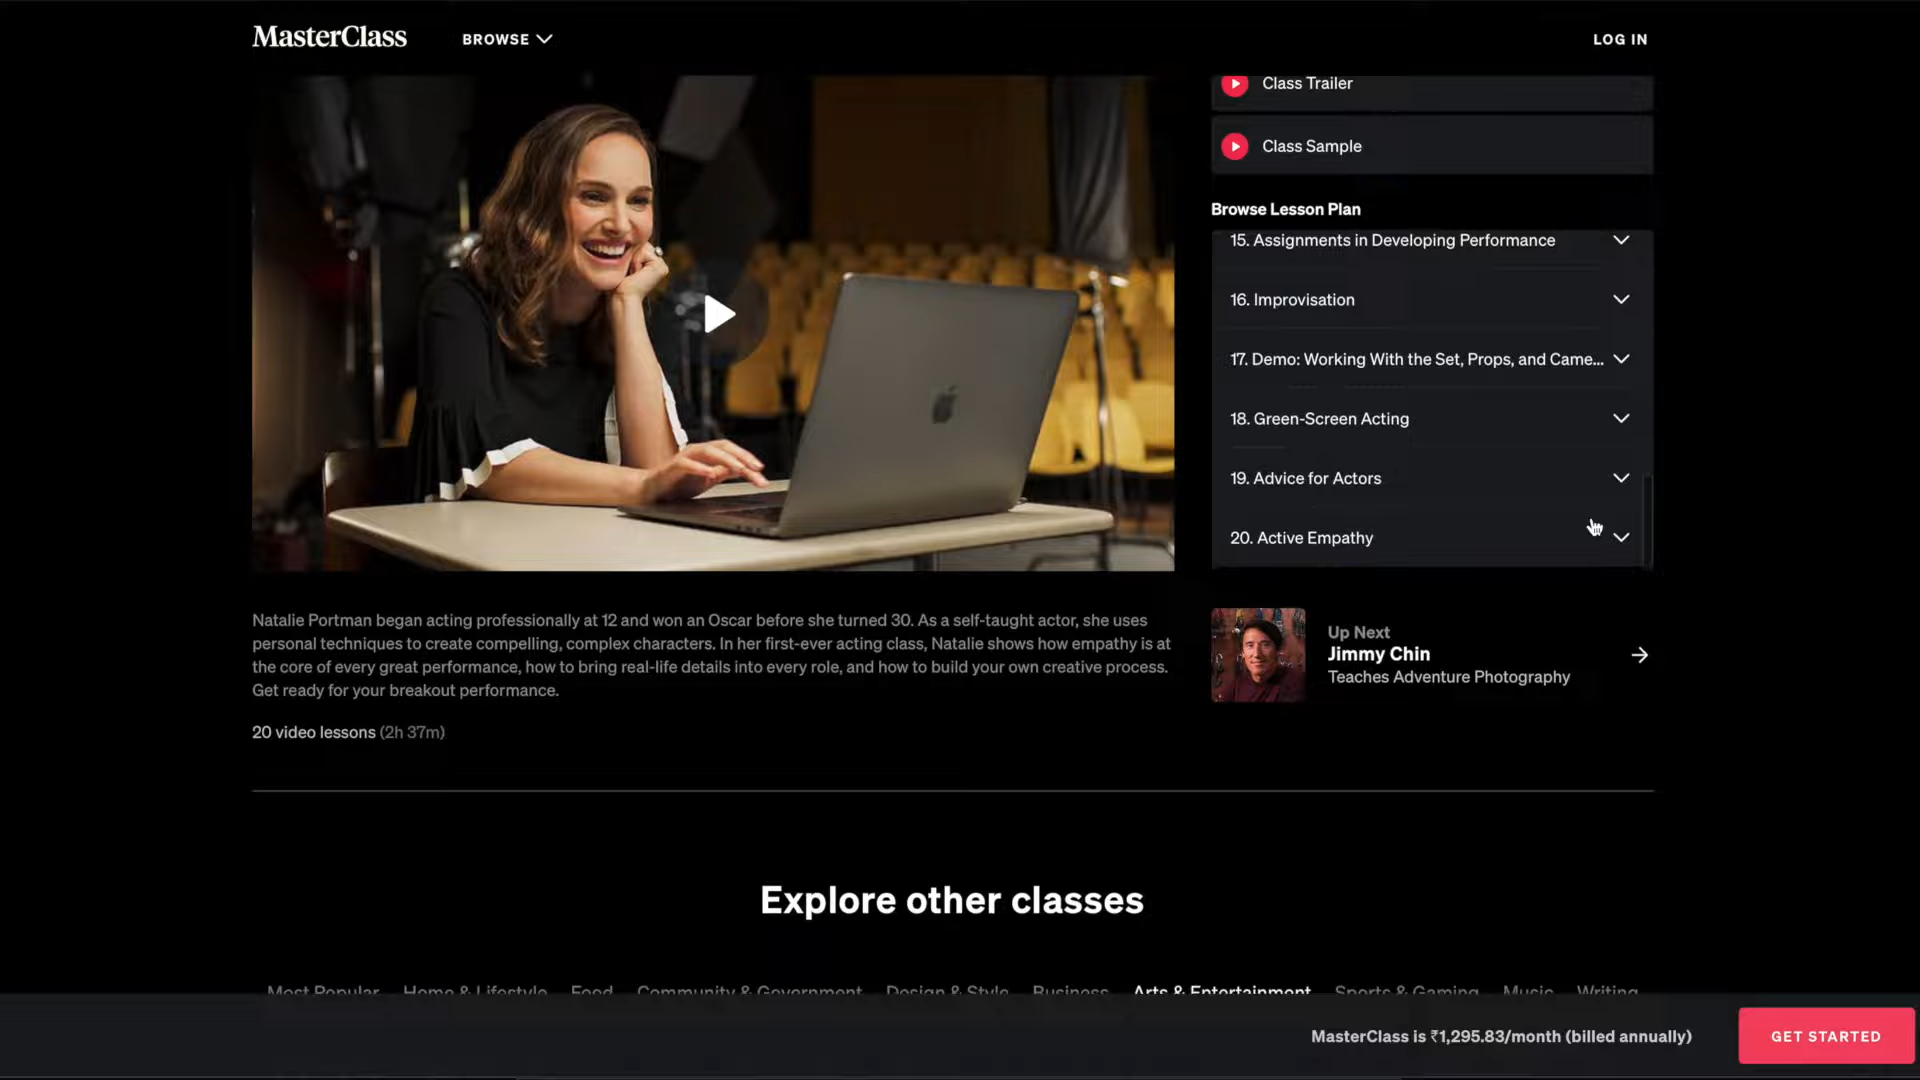 MasterClass
BROWSE
LOG IN
Class Trailer
Class Sample
Browse Lesson Plan
15. Assignments in Developing Performance
16. Improvisation
17. Demo: Working With the Set, Props, and Came...
18. Green-Screen Acting
19. Advice for Actors
20. Active Empathy
Natalie Portman began acting professionally at 12 and won an Oscar before she turned 30. As a self-taught actor, she uses
personal techniques to create compelling, complex characters. In her first-ever acting class, Natalie shows how empathy is at
the core of every great performance, how to bring real-life details into every role, and how to build your own creative process.
Get ready for your breakout performance.
20 video lessons (2h 37m)
Up Next
Jimmy Chin
Teaches Adventure Photography
Explore other classes
Most Popular Home & Lifestyle Food Community & Government Design & Style Business Arts & Entertainment Sports & Gaming Music Writing
MasterClass is ₹1,295.83/month (billed annually)
GET STARTED